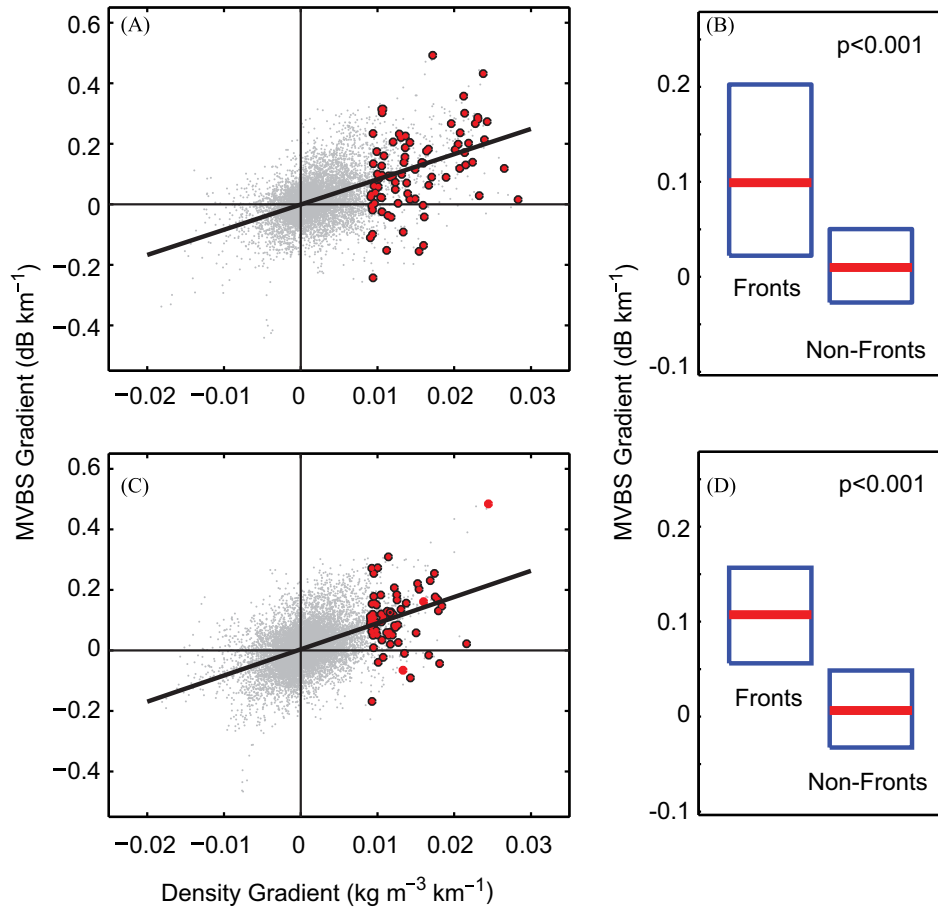 (A)
0.6
0.4
0.2
0
−0.2
−0.4
−0.02
−0.01
0
0.01
0.02
0.03
MVBS Gradient (dB km⁻¹)
(B)
p<0.001
0.2
0.1
0
-0.1
Fronts
Non-Fronts
MVBS Gradient (dB km⁻¹)
(C)
0.6
0.4
0.2
0
−0.2
−0.4
−0.02
−0.01
0
0.01
0.02
0.03
Density Gradient (kg m⁻³ km⁻¹)
(D)
p<0.001
0.2
0.1
0
-0.1
Fronts
Non-Fronts